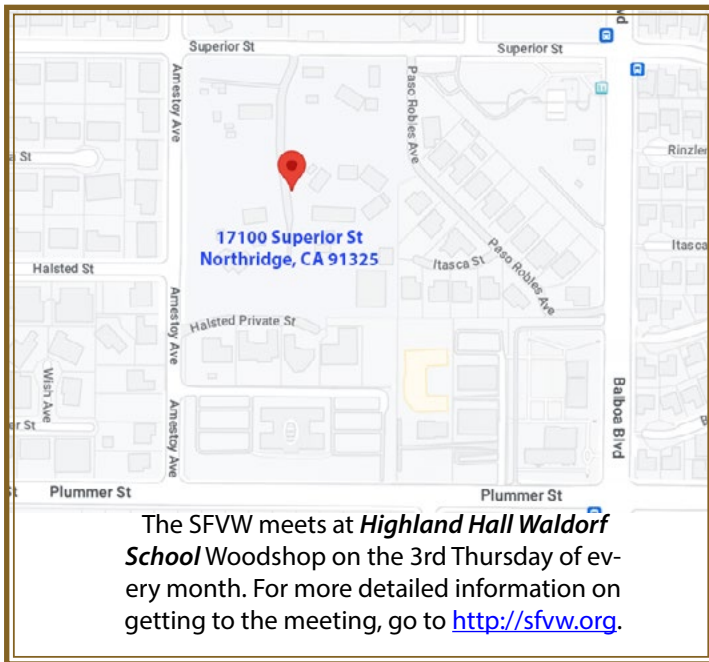 Superior St
Superior St
vd
Amestoy Ave
Paso Robles Ave
Rinzler
a St
17100 Superior St
Northridge, CA 91325
Itasca St
Paso Robles Ave
Itasca
Halsted St
Amestoy Ave
Halsted Private St
Wish Ave
Balboa Blvd
er St
Amestoy Ave
B
St
Plummer St
Plummer St
The SFVW meets at Highland Hall Waldorf
School Woodshop on the 3rd Thursday of ev-
ery month. For more detailed information on
getting to the meeting, go to http://sfvw.org.